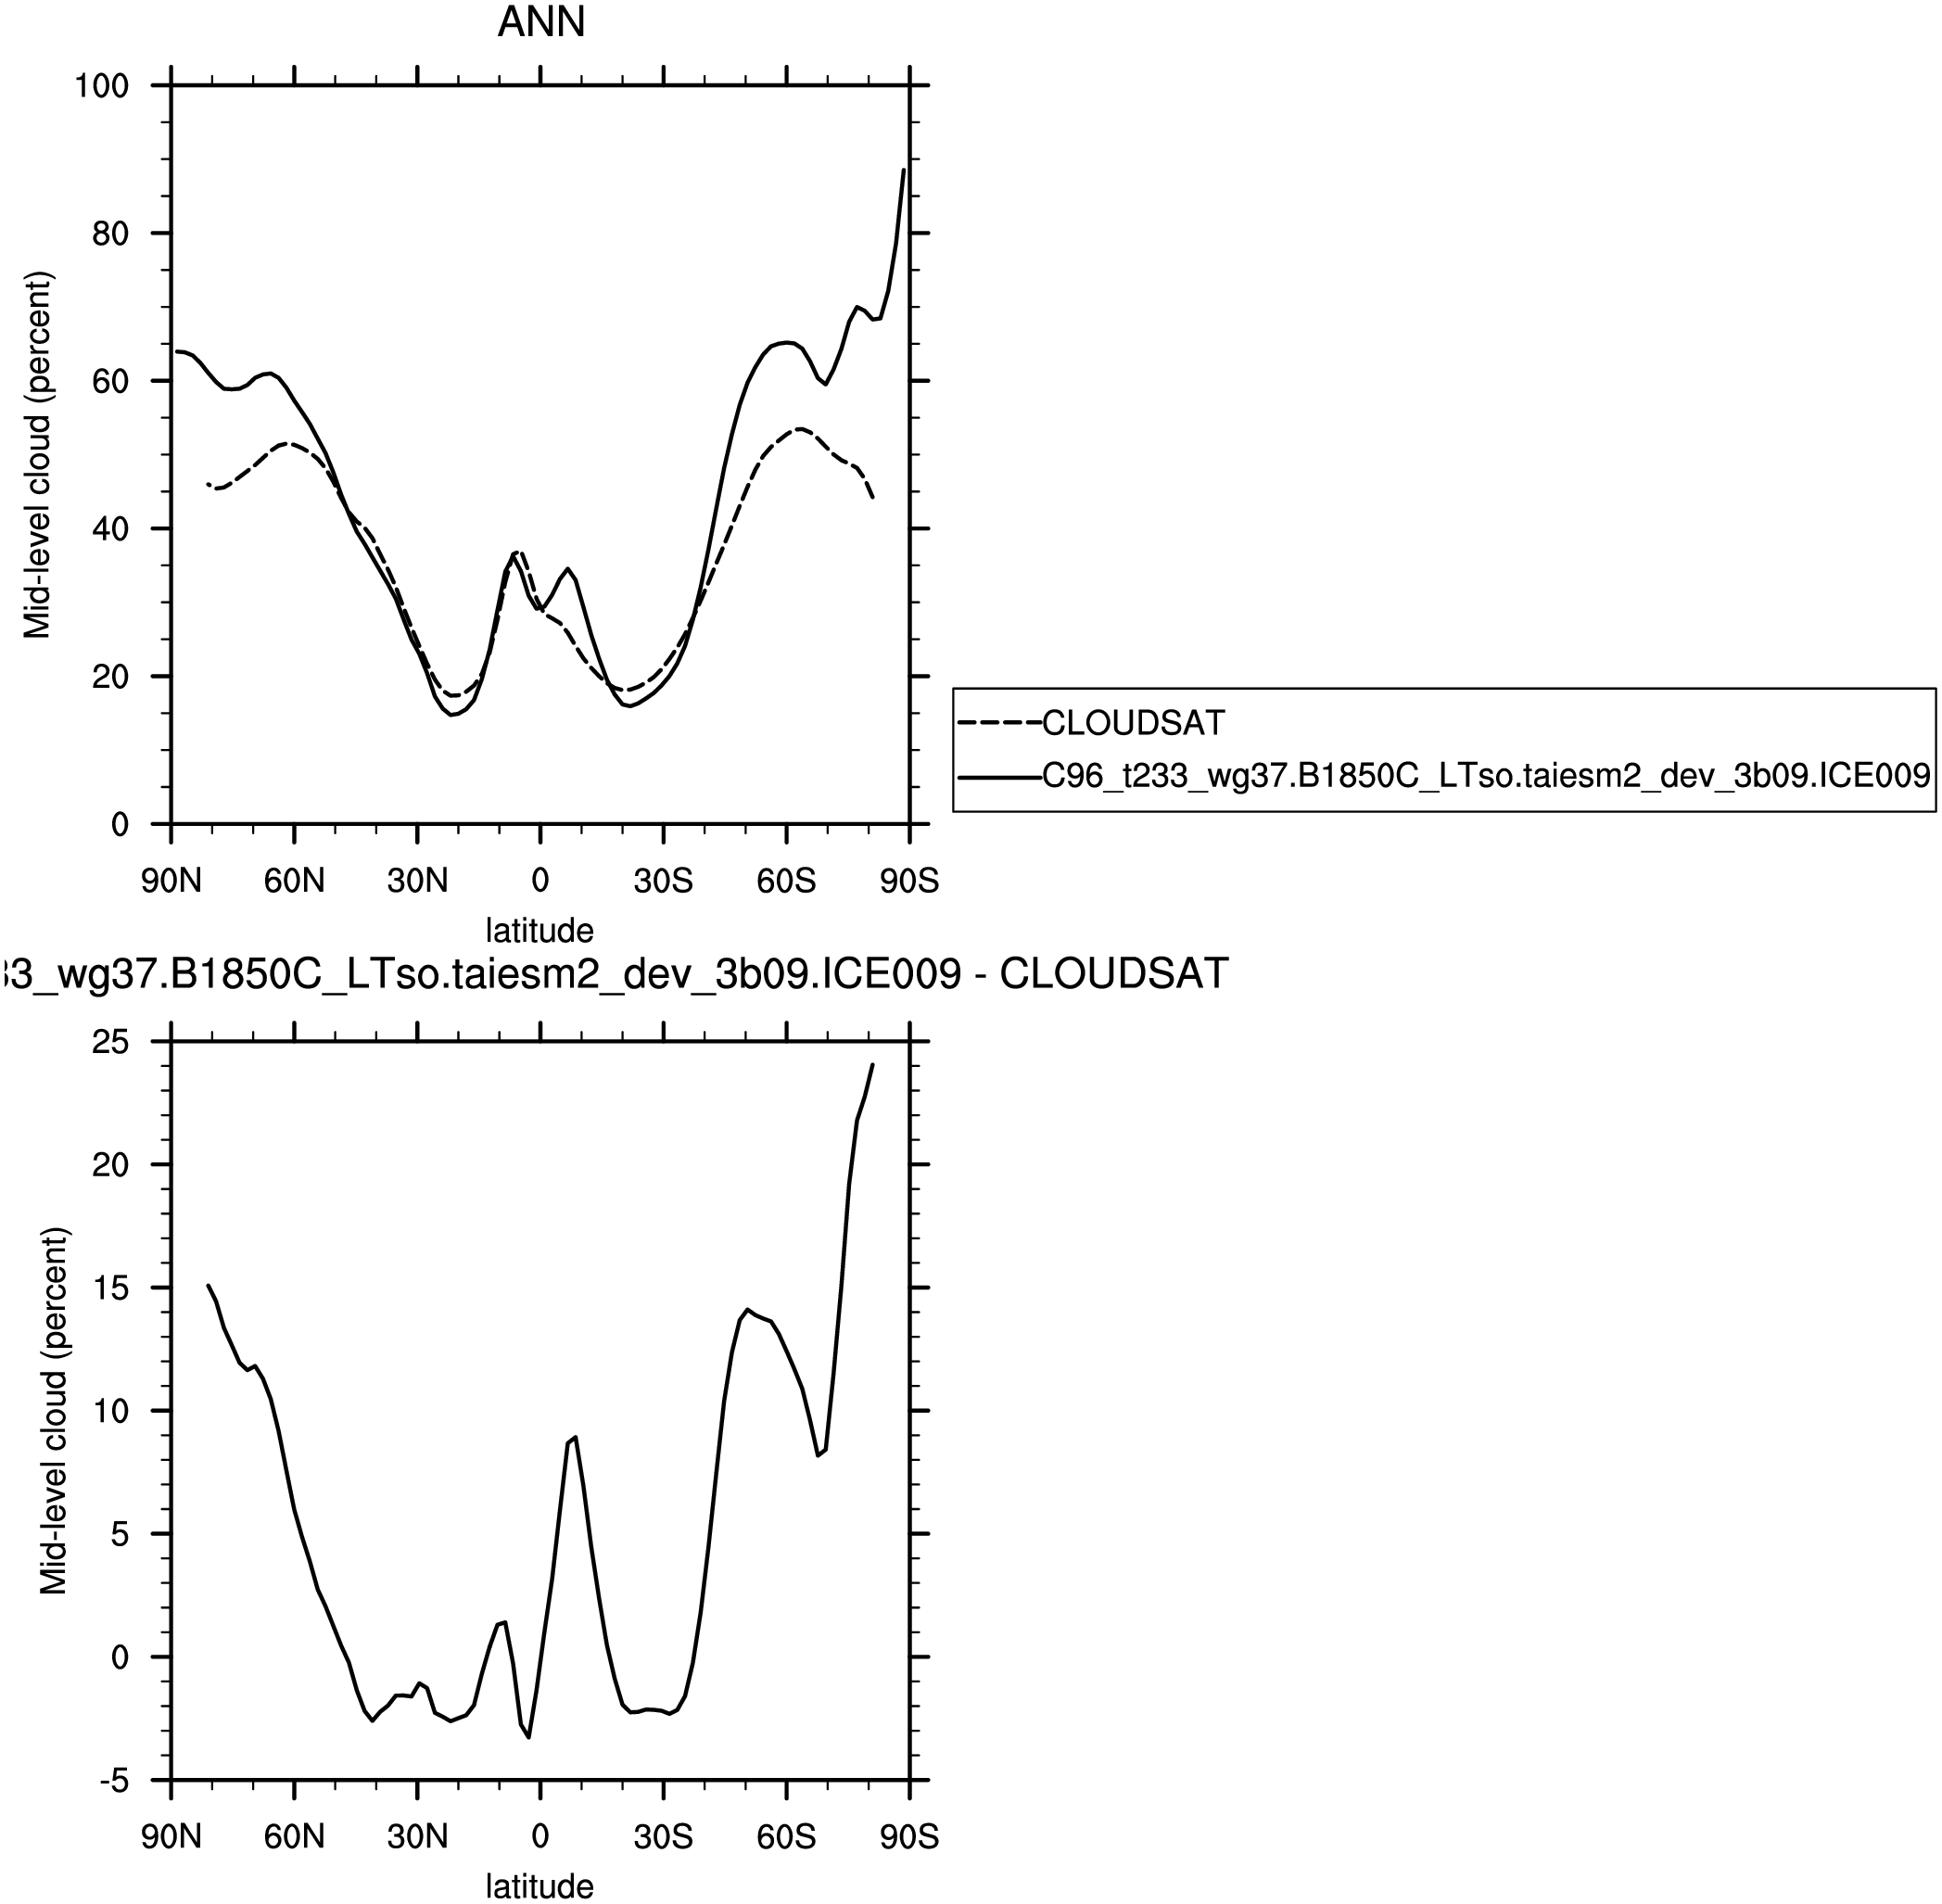 ANN
100
80
60
40
20
0
Mid-level cloud (percent)
90N 60N 30N 0 30S 60S 90S
latitude
CLOUDSAT
C96_t233_wg37.B1850C_LTso.taiesm2_dev_3b09.ICE009
3_wg37.B1850C_LTso.taiesm2_dev_3b09.ICE009 - CLOUDSAT
25
20
15
10
5
0
-5
Mid-level cloud (percent)
90N 60N 30N 0 30S 60S 90S
latitude